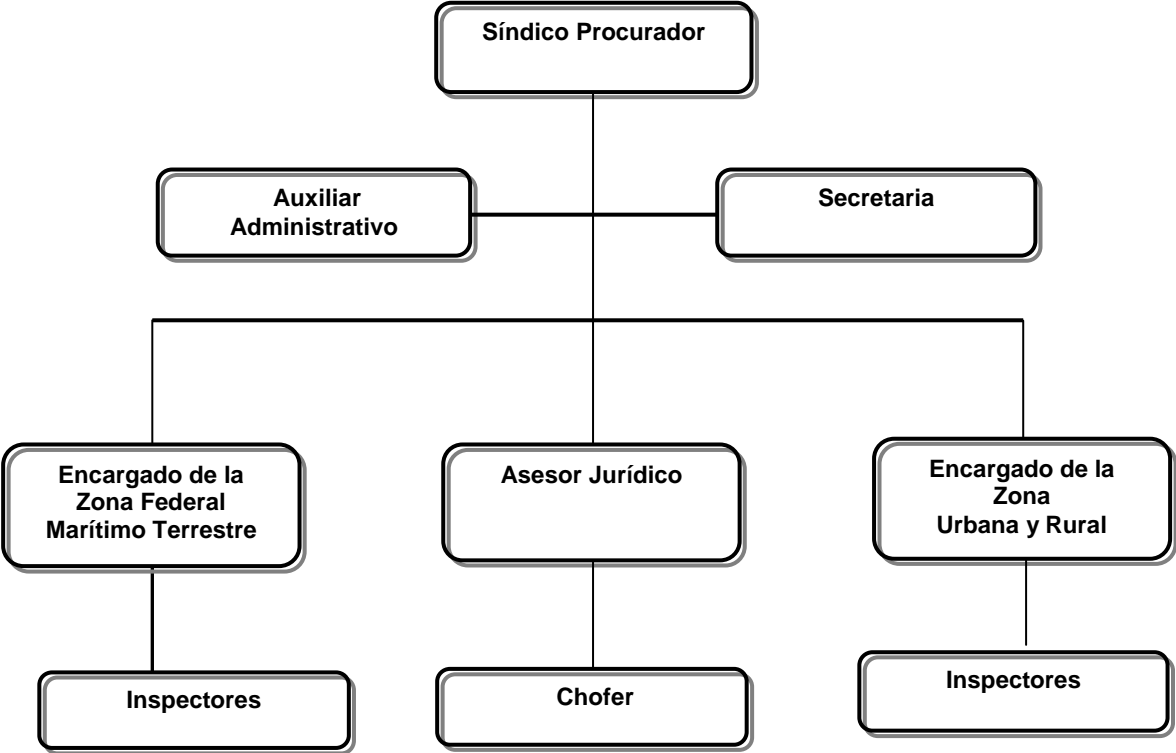 Síndico Procurador
Auxiliar
Administrativo
Secretaria
Encargado de la
Zona Federal
Marítimo Terrestre
Asesor Jurídico
Encargado de la
Zona
Urbana y Rural
Inspectores
Chofer
Inspectores